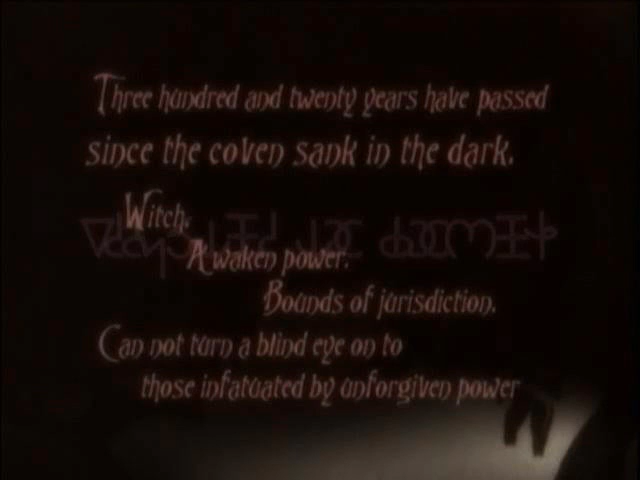 Three hundred and twenty years have passed
since the coven sank in the dark.
Witch.
Awaken power.
Bounds of jurisdiction.
Can not turn a blind eye on to
those infatuated by unforgiven power